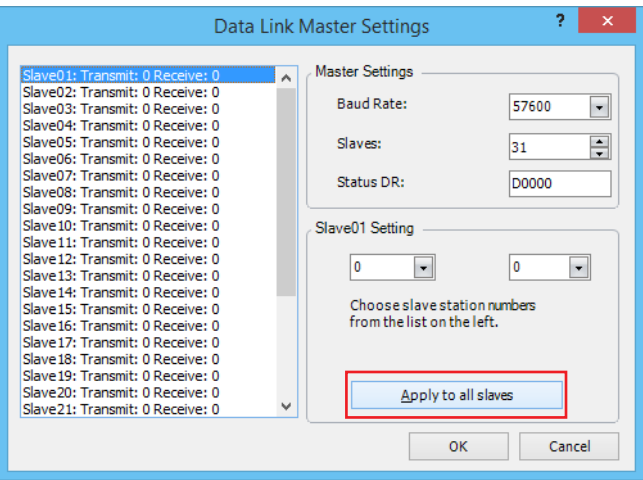 Data Link Master Settings
?
×
Slave01: Transmit: 0 Receive: 0
Slave02: Transmit: 0 Receive: 0
Slave03: Transmit: 0 Receive: 0
Slave04: Transmit: 0 Receive: 0
Slave05: Transmit: 0 Receive: 0
Slave06: Transmit: 0 Receive: 0
Slave07: Transmit: 0 Receive: 0
Slave08: Transmit: 0 Receive: 0
Slave09: Transmit: 0 Receive: 0
Slave10: Transmit: 0 Receive: 0
Slave11: Transmit: 0 Receive: 0
Slave12: Transmit: 0 Receive: 0
Slave13: Transmit: 0 Receive: 0
Slave14: Transmit: 0 Receive: 0
Slave15: Transmit: 0 Receive: 0
Slave16: Transmit: 0 Receive: 0
Slave17: Transmit: 0 Receive: 0
Slave18: Transmit: 0 Receive: 0
Slave19: Transmit: 0 Receive: 0
Slave20: Transmit: 0 Receive: 0
Slave21: Transmit: 0 Receive: 0
Master Settings
Baud Rate: 57600
Slaves: 31
Status DR: D0000
Slave01 Setting
0 0
Choose slave station numbers
from the list on the left.
Apply to all slaves
OK Cancel